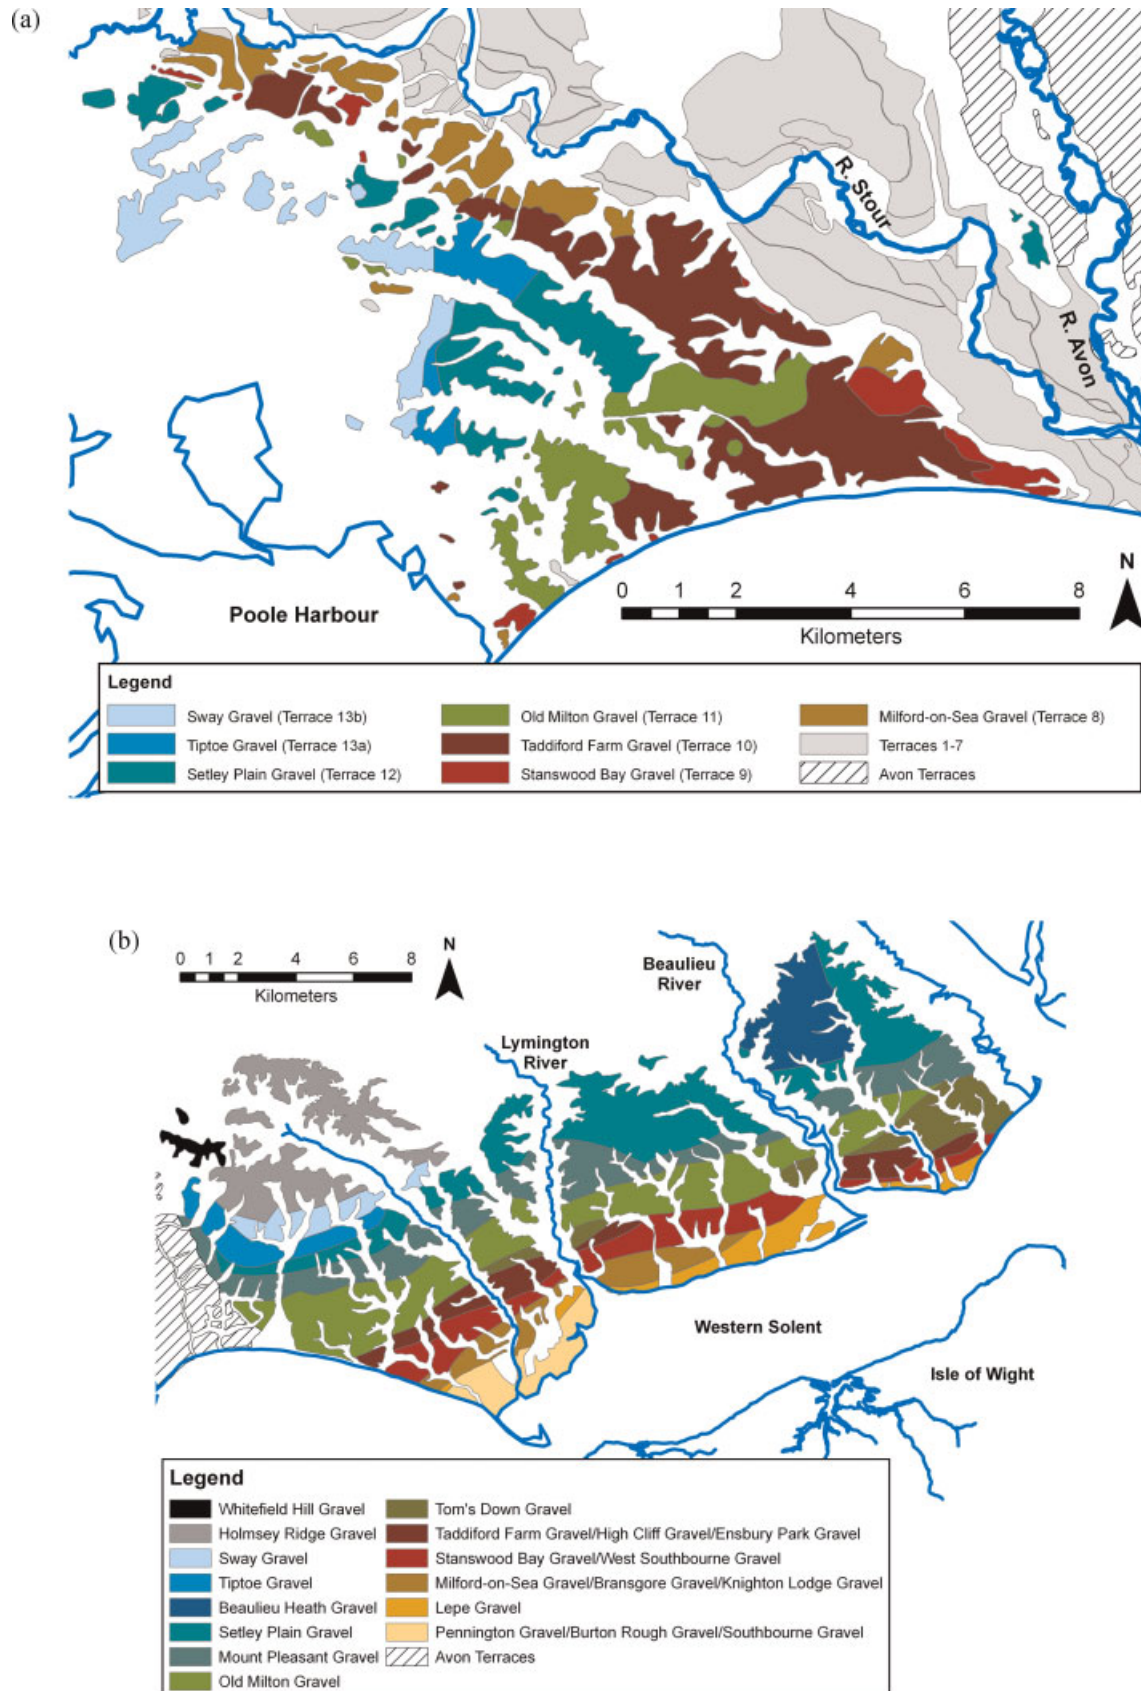 (a)
R. Stour
R. Avon
N
0 1 2 4 6 8
Kilometers
Poole Harbour
Legend
Sway Gravel (Terrace 13b)
Tiptoe Gravel (Terrace 13a)
Setley Plain Gravel (Terrace 12)
Old Milton Gravel (Terrace 11)
Taddiford Farm Gravel (Terrace 10)
Stanswood Bay Gravel (Terrace 9)
Milford-on-Sea Gravel (Terrace 8)
Terraces 1-7
Avon Terraces
(b)
0 1 2 4 6 8
Kilometers
N
Beaulieu
River
Lymington
River
Western Solent
Isle of Wight
Legend
Whitefield Hill Gravel
Holmsey Ridge Gravel
Sway Gravel
Tiptoe Gravel
Beaulieu Heath Gravel
Setley Plain Gravel
Mount Pleasant Gravel
Old Milton Gravel
Tom's Down Gravel
Taddiford Farm Gravel/High Cliff Gravel/Ensbury Park Gravel
Stanswood Bay Gravel/West Southbourne Gravel
Milford-on-Sea Gravel/Bransgore Gravel/Knighton Lodge Gravel
Lepe Gravel
Pennington Gravel/Burton Rough Gravel/Southbourne Gravel
Avon Terraces